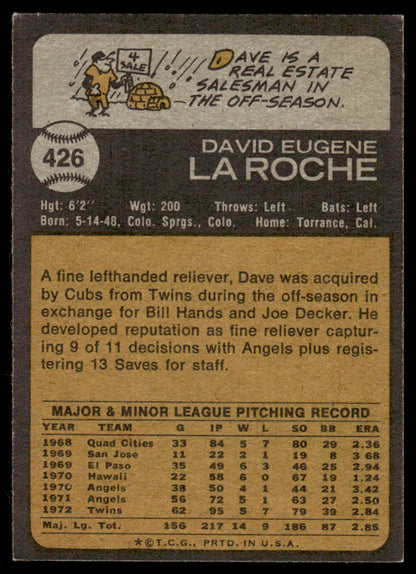 4
SALE
DAVE IS A
REAL ESTATE
SALESMAN IN
THE OFF-SEASON.
426
DAVID EUGENE
LA ROCHE
Hgt: 6'2" Wgt: 200 Throws: Left Bats: Left
Born: 5-14-48, Colo. Sprgs., Colo. Home: Torrance, Cal.
A fine lefthanded reliever, Dave was acquired
by Cubs from Twins during the off-season in
exchange for Bill Hands and Joe Decker. He
developed reputation as fine reliever captur-
ing 9 of 11 decisions with Angels plus regis-
tering 13 Saves for staff.
MAJOR & MINOR LEAGUE PITCHING RECORD
YEAR TEAM G IP W L SO BB ERA
1968 Quad Cities 33 84 5 7 80 29 2.36
1969 San Jose 11 22 2 1 19 8 3.68
1969 El Paso 35 49 6 3 46 25 2.94
1970 Hawaii 22 58 6 0 67 19 1.24
1970 Angels 38 50 4 1 44 21 3.42
1971 Angels 56 72 5 1 63 27 2.50
1972 Twins 62 95 5 7 79 39 2.84
Maj. Lg. Tot. 156 217 14 9 186 87 2.85
*© T.C.G., PRTD. IN U.S.A.